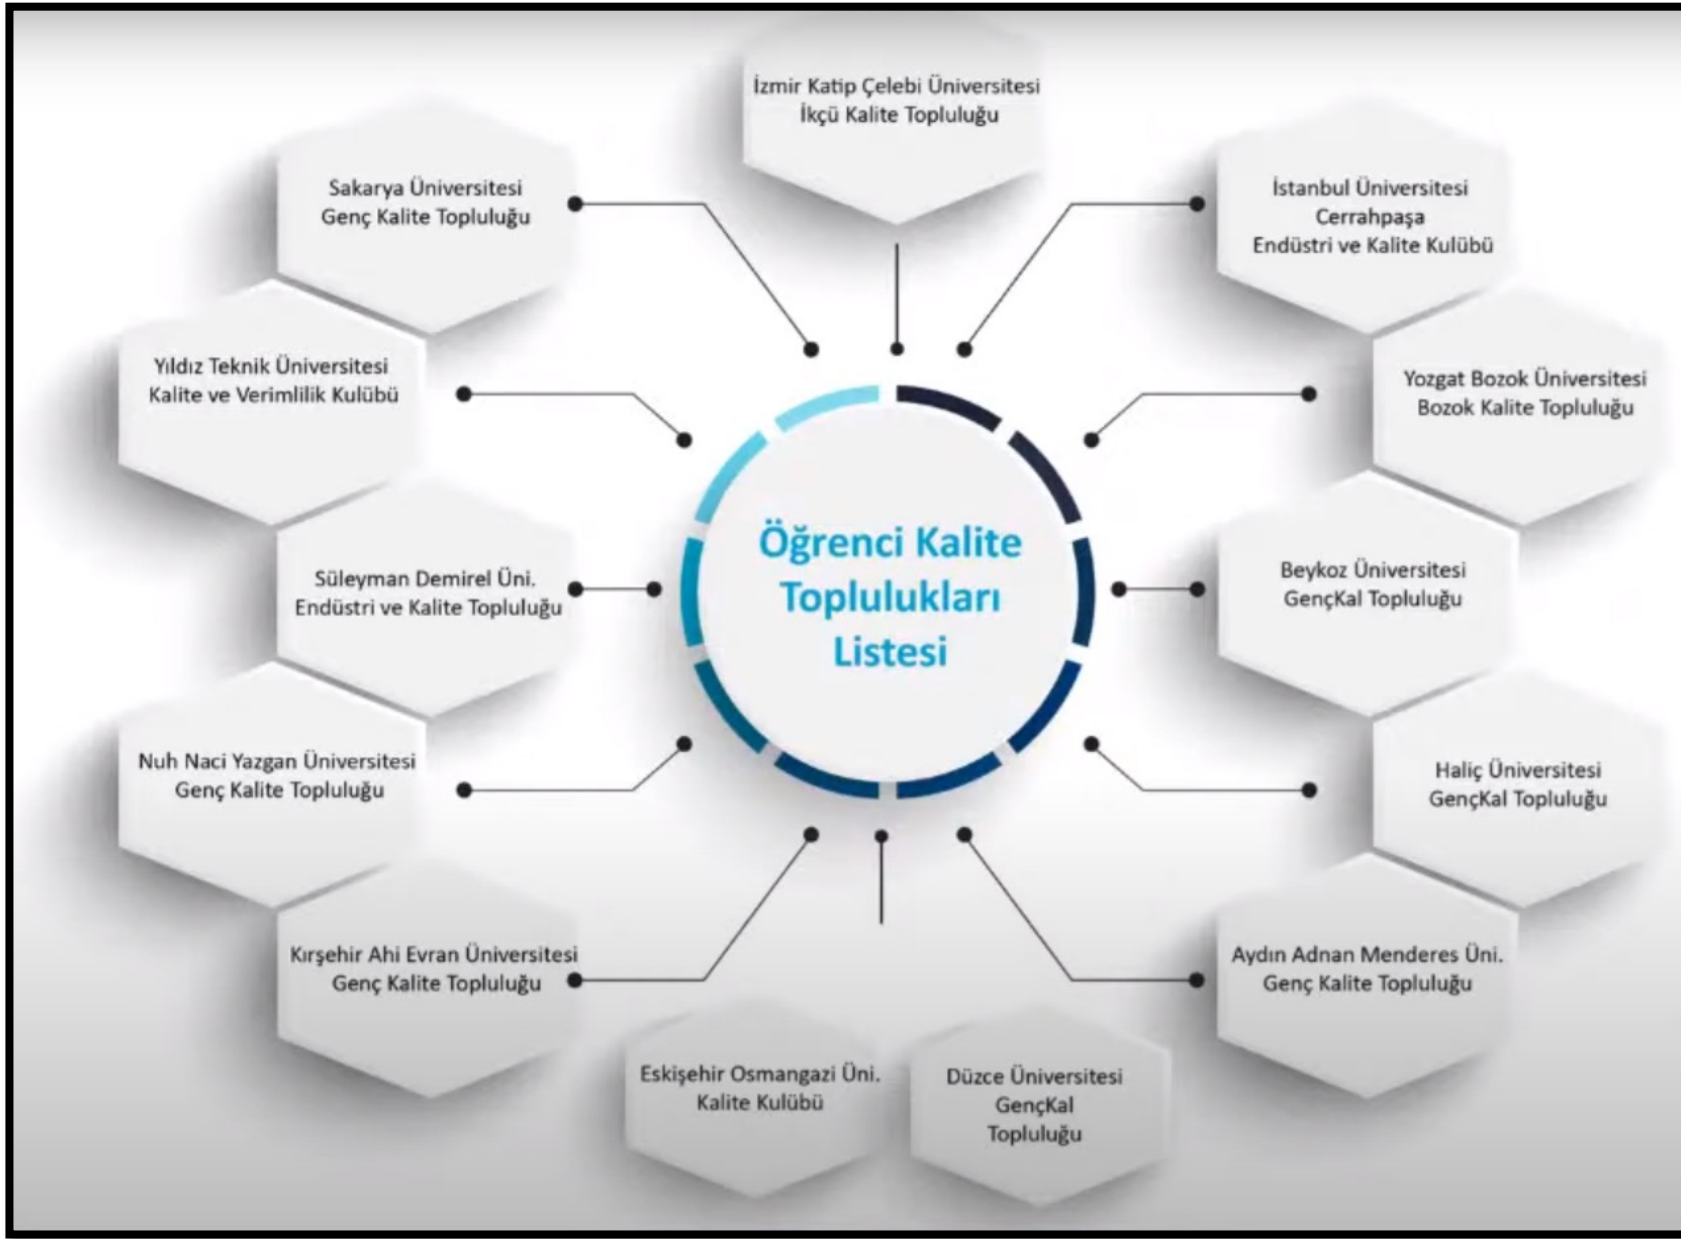 İzmir Katip Çelebi Üniversitesi
İkçü Kalite Topluluğu
Sakarya Üniversitesi
Genç Kalite Topluluğu
İstanbul Üniversitesi
Cerrahpaşa
Endüstri ve Kalite Kulübü
Yıldız Teknik Üniversitesi
Kalite ve Verimlilik Kulübü
Yozgat Bozok Üniversitesi
Bozok Kalite Topluluğu
Öğrenci Kalite
Toplulukları
Listesi
Süleyman Demirel Üni.
Endüstri ve Kalite Topluluğu
Beykoz Üniversitesi
GençKal Topluluğu
Nuh Naci Yazgan Üniversitesi
Genç Kalite Topluluğu
Haliç Üniversitesi
GençKal Topluluğu
Kırşehir Ahi Evran Üniversitesi
Genç Kalite Topluluğu
Aydın Adnan Menderes Üni.
Genç Kalite Topluluğu
Eskişehir Osmangazi Üni.
Kalite Kulübü
Düzce Üniversitesi
GençKal
Topluluğu